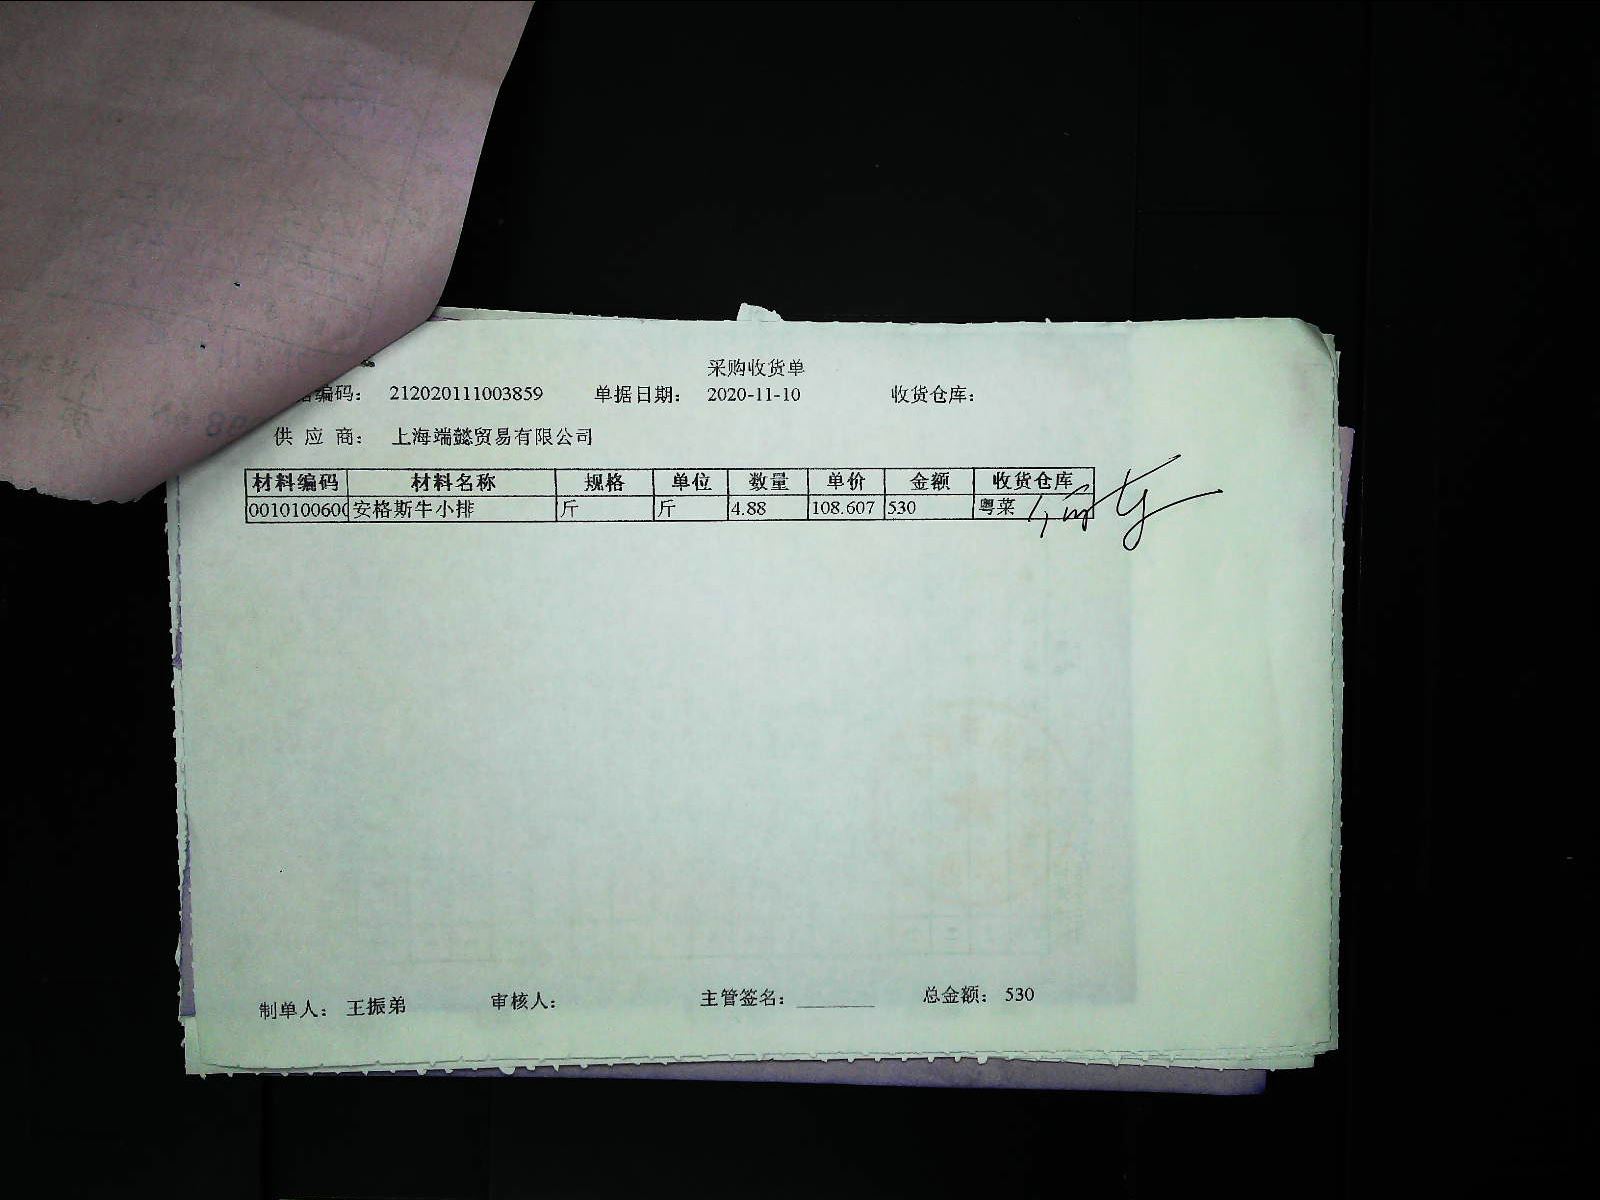 采购收货单
编码： 212020111003859 单据日期： 2020-11-10 收货仓库：
供 应 商： 上海端懿贸易有限公司
材料编码 材料名称 规格 单位 数量 单价 金额 收货仓库
0010100600 安格斯牛小排 斤 斤 4.88 108.607 530 粤菜
制单人： 王振弟 审核人： 主管签名： 总金额： 530